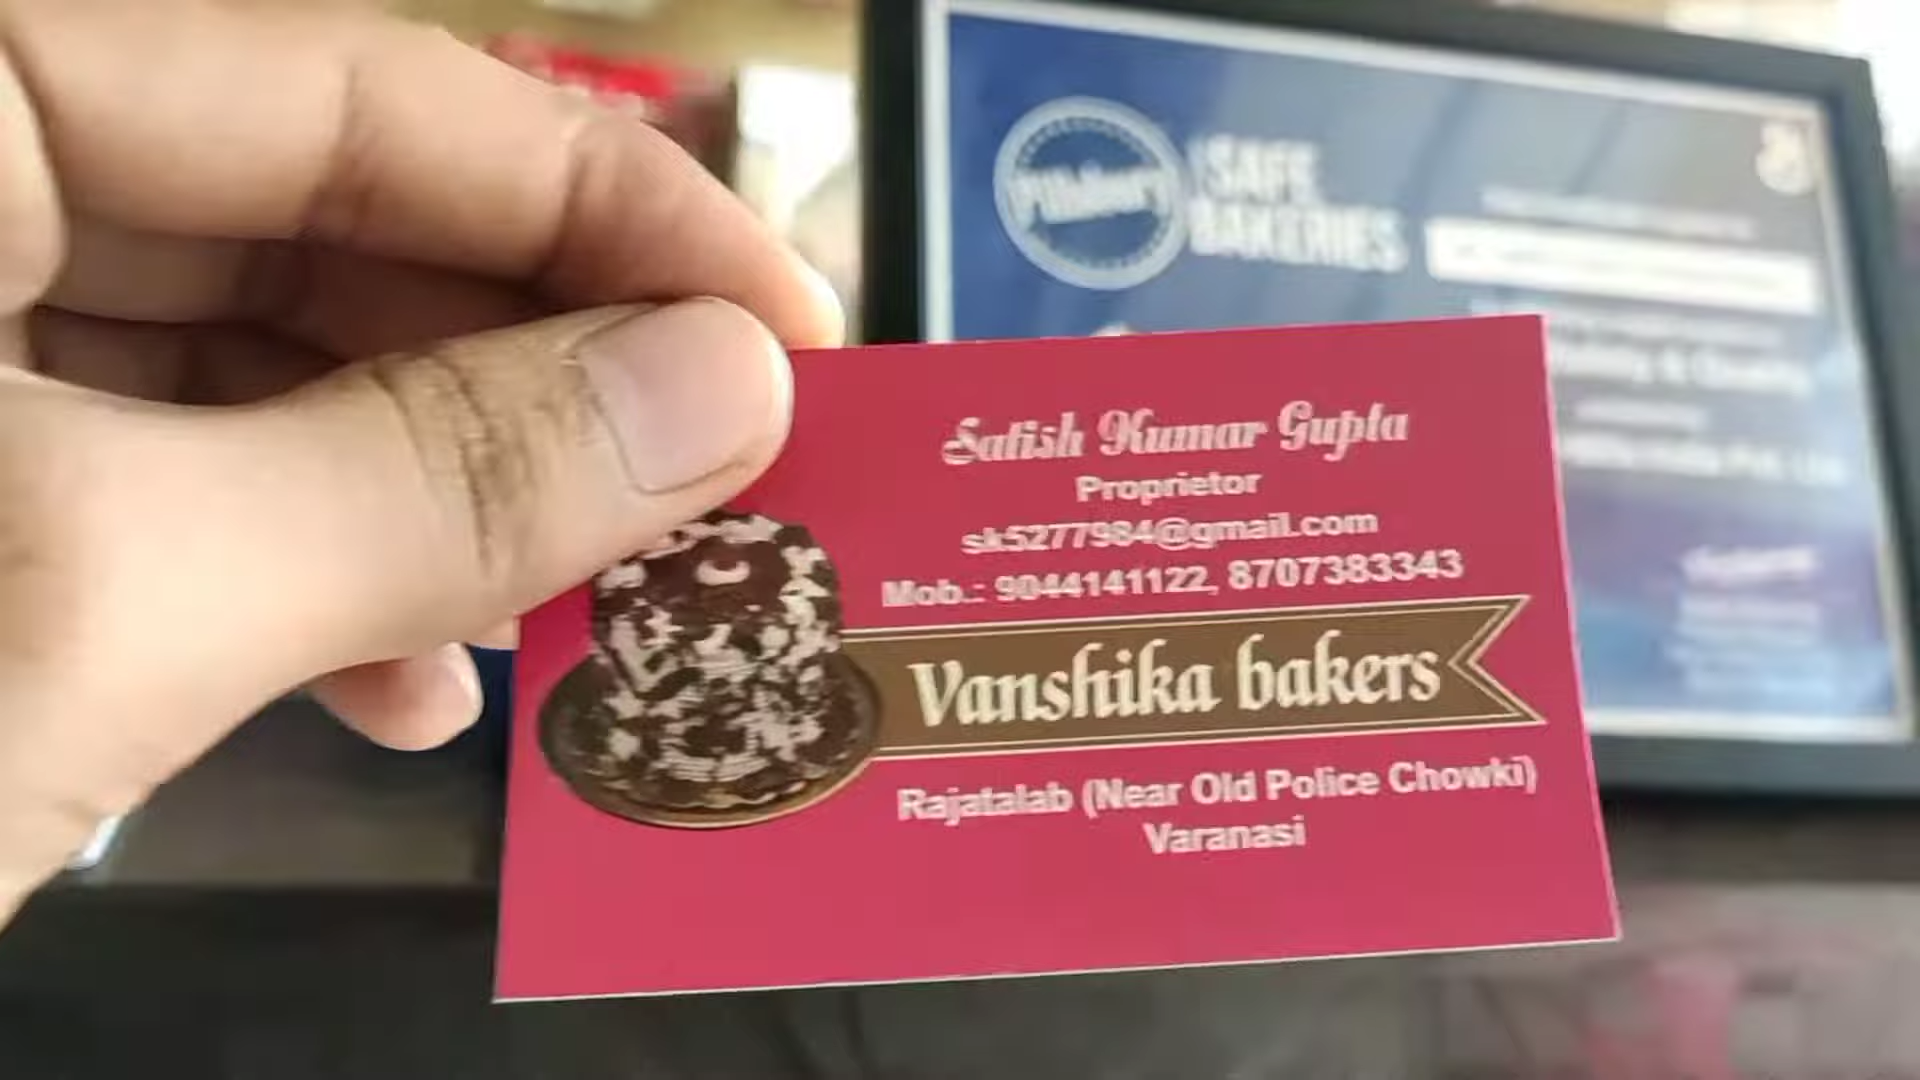 Pillsbury
SAFE
BAKERIES
Satish Kumar Gupta
Proprietor
sk5277984@gmail.com
Mob.: 9044141122, 8707383343
Vanshika bakers
Rajatalab (Near Old Police Chowki)
Varanasi